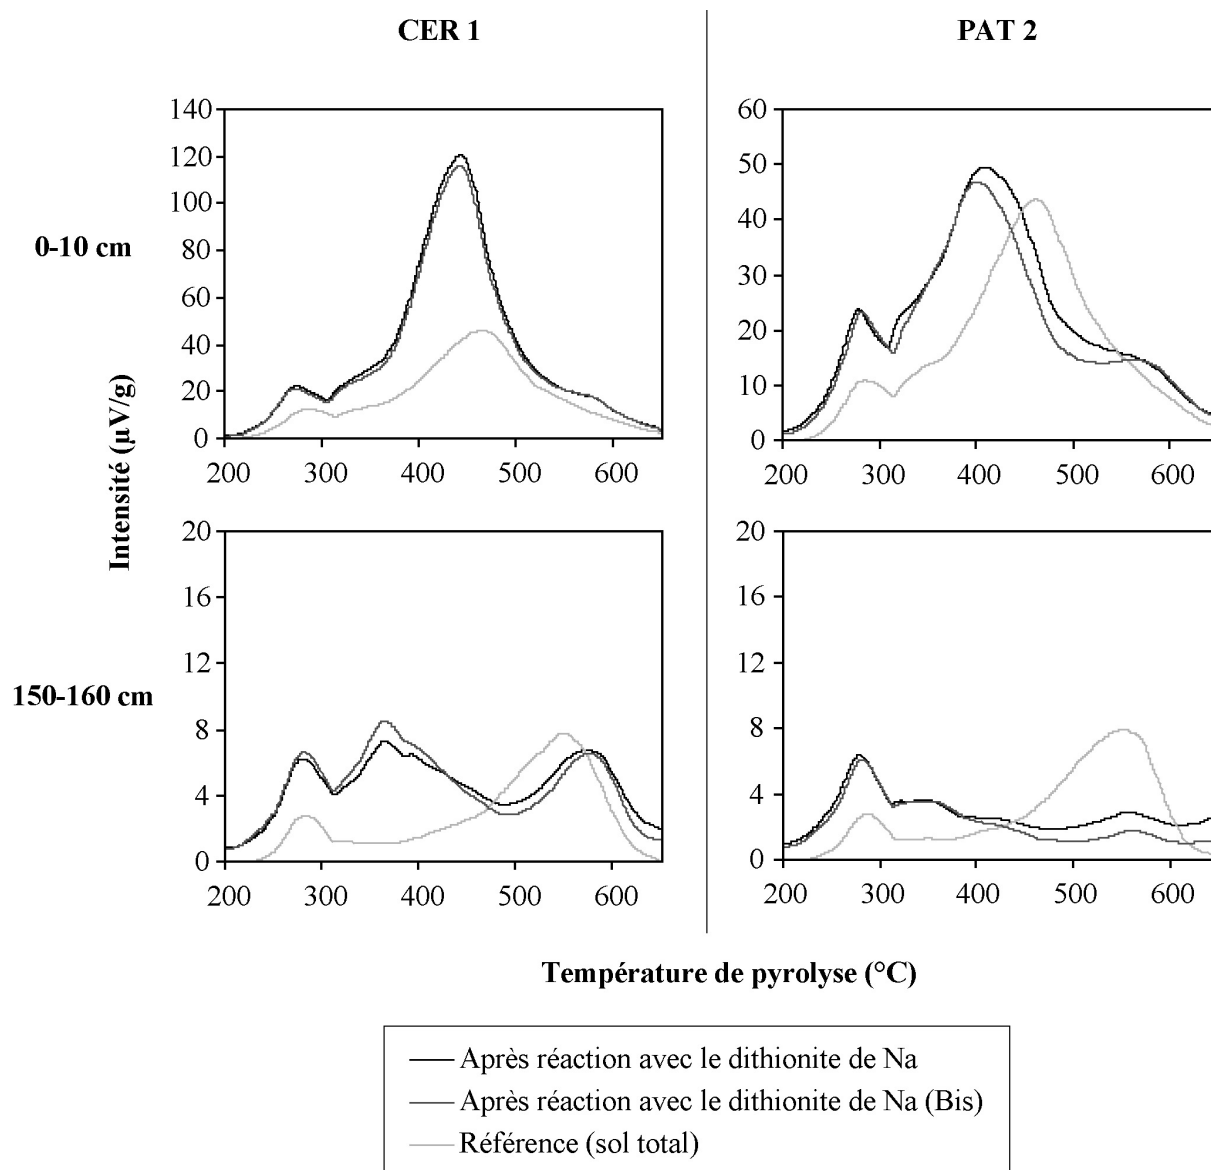 CER 1
PAT 2
0-10 cm
150-160 cm
Intensité (µV/g)
140
120
100
80
60
40
20
0
200 300 400 500 600
60
50
40
30
20
10
0
200 300 400 500 600
20
16
12
8
4
0
200 300 400 500 600
20
16
12
8
4
0
200 300 400 500 600
Température de pyrolyse (°C)
Après réaction avec le dithionite de Na
Après réaction avec le dithionite de Na (Bis)
Référence (sol total)